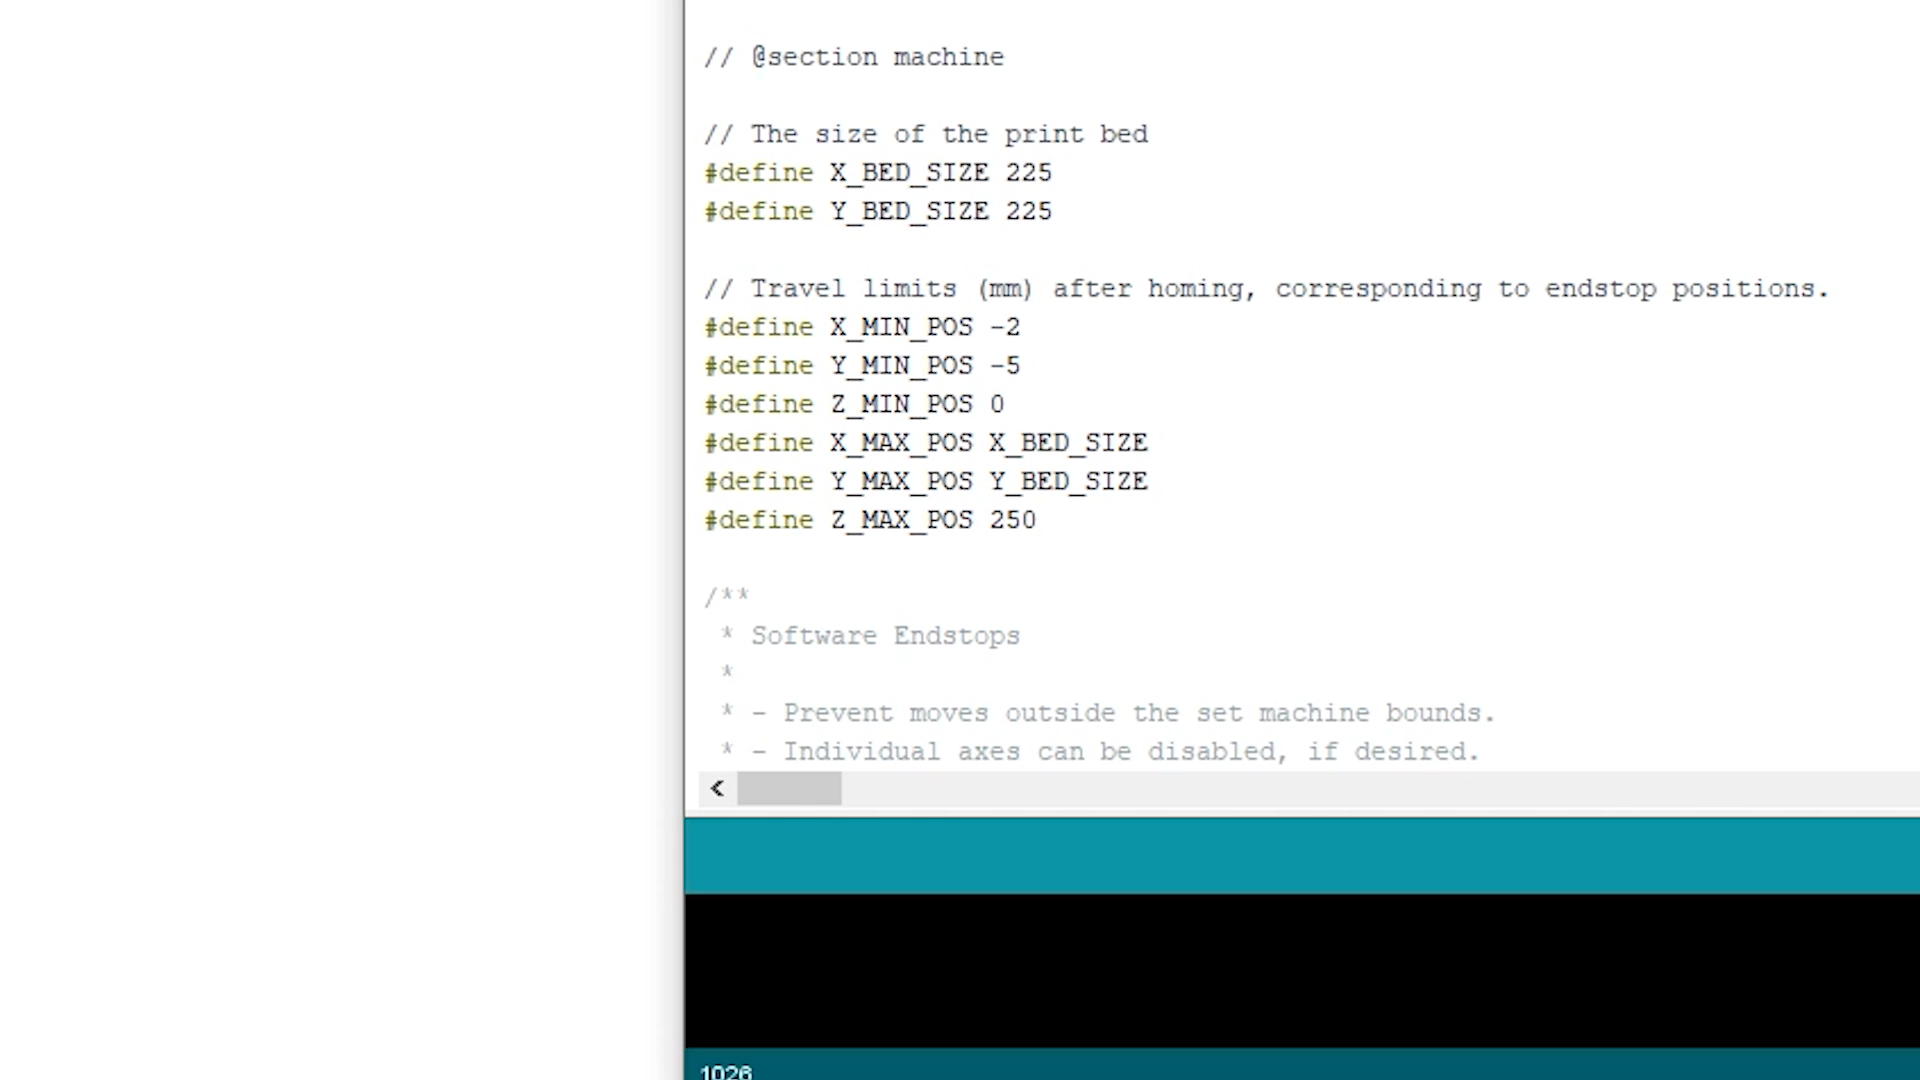 // @section machine
// The size of the print bed
#define X_BED_SIZE 225
#define Y_BED_SIZE 225
// Travel limits (mm) after homing, corresponding to endstop positions.
#define X_MIN_POS -2
#define Y_MIN_POS -5
#define Z_MIN_POS 0
#define X_MAX_POS X_BED_SIZE
#define Y_MAX_POS Y_BED_SIZE
#define Z_MAX_POS 250
/**
* Software Endstops
*
* - Prevent moves outside the set machine bounds.
* - Individual axes can be disabled, if desired.
1026